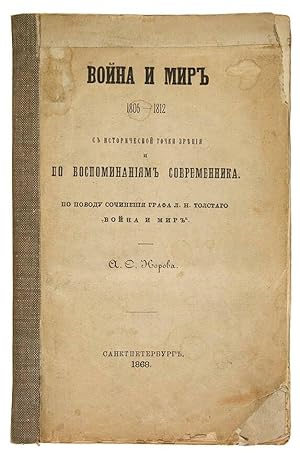 ВОЙНА И МИРЪ
1805—1812
СЪ ИСТОРИЧЕСКОЙ ТОЧКИ ЗРѢНІЯ
И
ПО ВОСПОМИНАНІЯМЪ СОВРЕМЕННИКА.
ПО ПОВОДУ СОЧИНЕНІЯ ГРАФА Л. Н. ТОЛСТАГО
„ВОЙНА И МИРЪ“.
А. С. Норова.
САНКТПЕТЕРБУРГЪ.
1868.